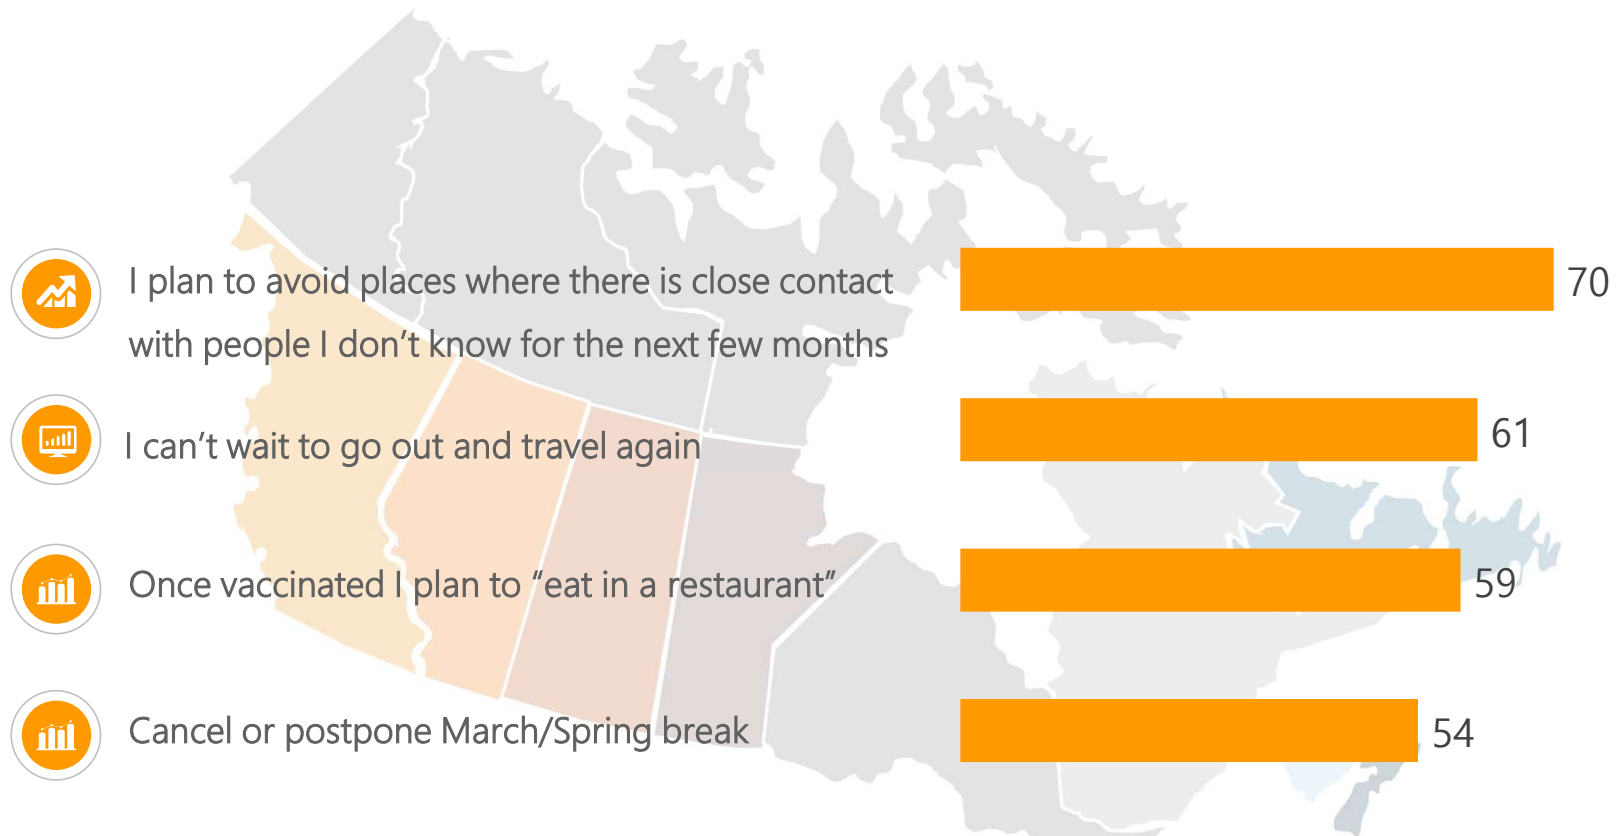 I plan to avoid places where there is close contact 70
with people I don’t know for the next few months
I can’t wait to go out and travel again 61
Once vaccinated I plan to “eat in a restaurant” 59
Cancel or postpone March/Spring break 54